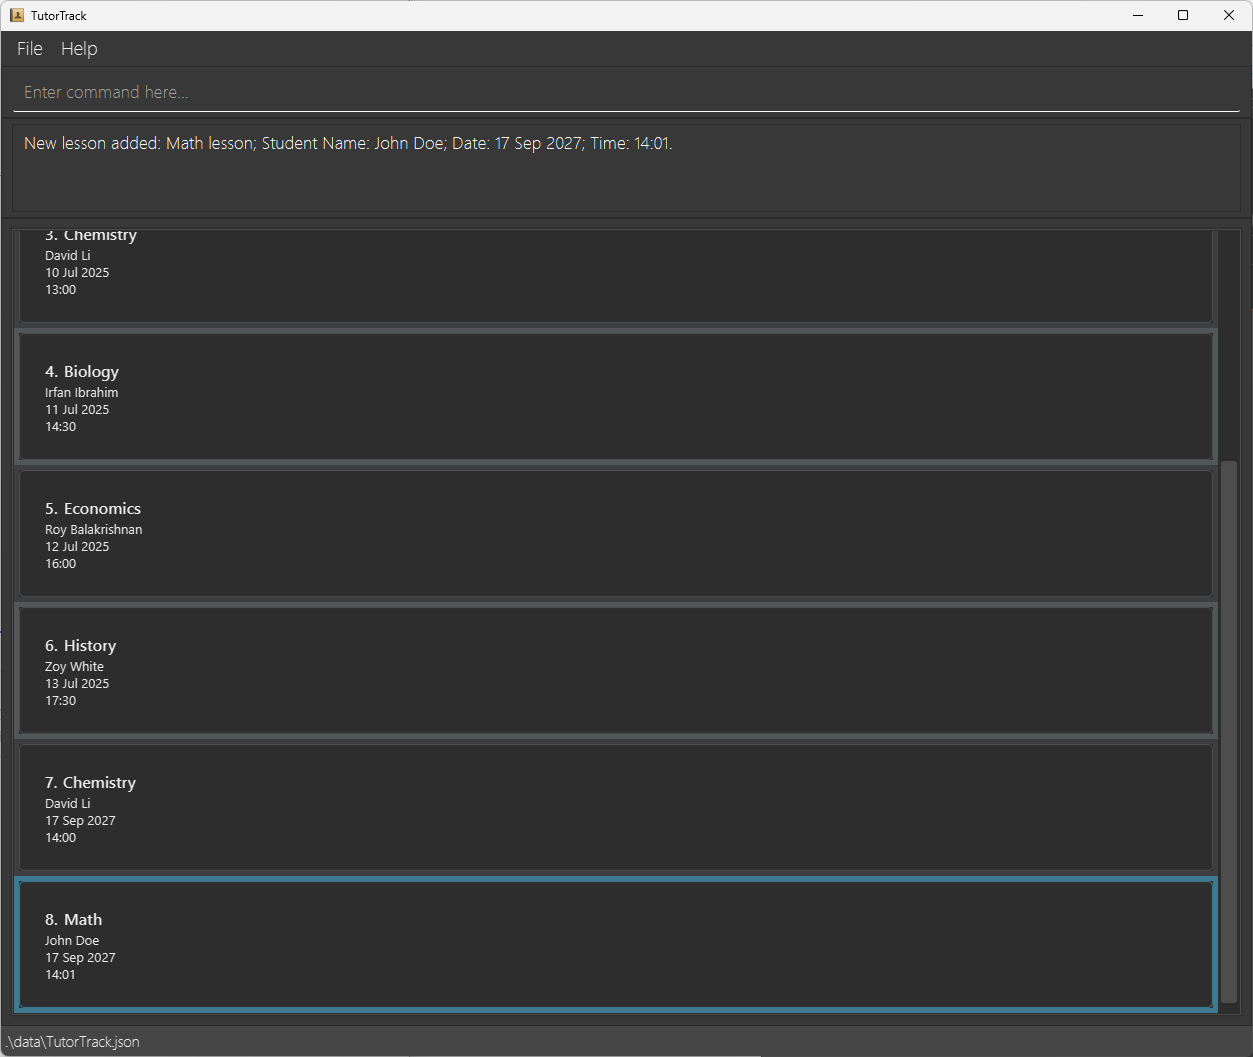 TutorTrack
File Help
Enter command here...
New lesson added: Math lesson; Student Name: John Doe; Date: 17 Sep 2027; Time: 14:01.
3. Chemistry
David Li
10 Jul 2025
13:00
4. Biology
Irfan Ibrahim
11 Jul 2025
14:30
5. Economics
Roy Balakrishnan
12 Jul 2025
16:00
6. History
Zoy White
13 Jul 2025
17:30
7. Chemistry
David Li
17 Sep 2027
14:00
8. Math
John Doe
17 Sep 2027
14:01
.\data\TutorTrack.json